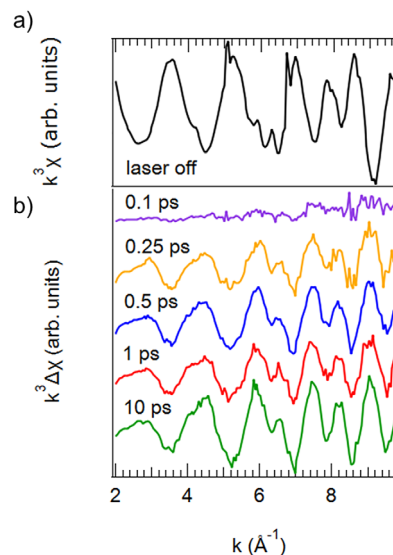 a)
k³χ (arb. units)
laser off
b)
k³Δχ (arb. units)
0.1 ps
0.25 ps
0.5 ps
1 ps
10 ps
2 4 6 8
k (Å⁻¹)